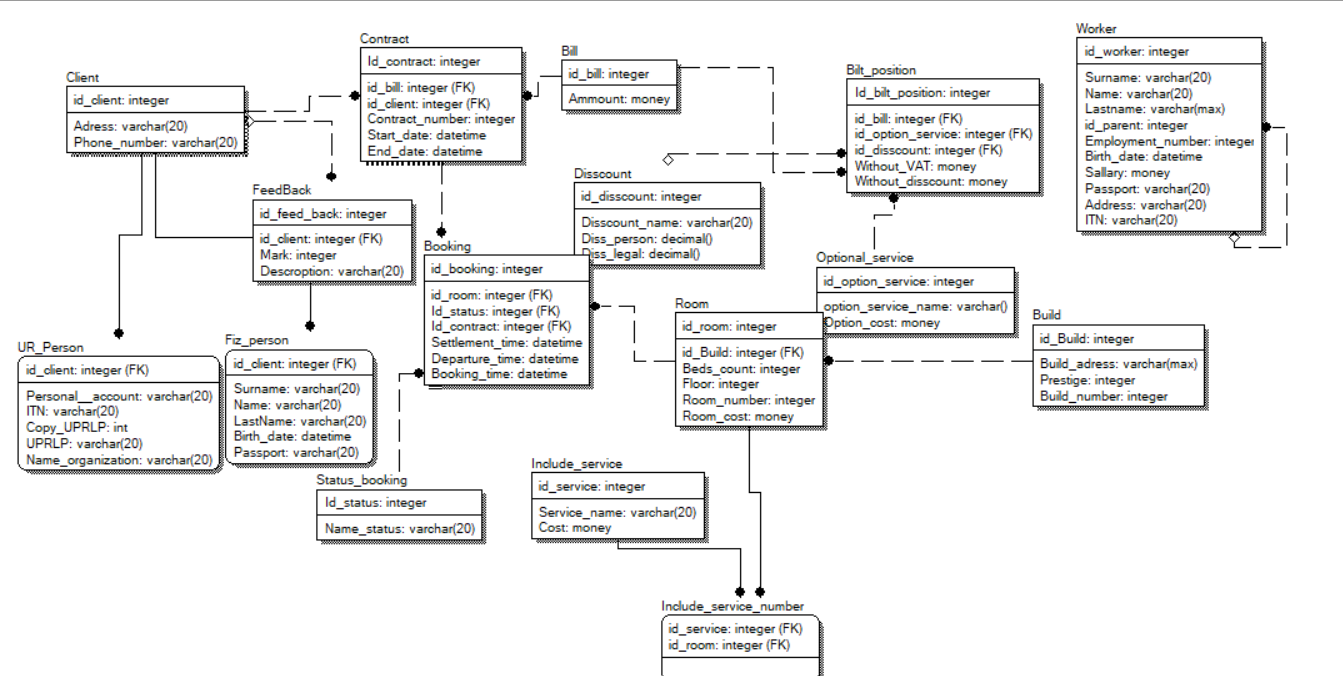 Client
id_client: integer
Adress: varchar(20)
Phone_number: varchar(20)
Contract
Id_contract: integer
id_bill: integer (FK)
id_client: integer (FK)
Contract_number: integer
Start_date: datetime
End_date: datetime
Bill
id_bill: integer
Ammount: money
Bilt_position
Id_bilt_position: integer
id_bill: integer (FK)
id_option_service: integer (FK)
id_disscount: integer (FK)
Without_VAT: money
Without_disscount: money
Worker
id_worker: integer
Surname: varchar(20)
Name: varchar(20)
Lastname: varchar(max)
id_parent: integer
Employment_number: integer
Birth_date: datetime
Sallary: money
Passport: varchar(20)
Address: varchar(20)
ITN: varchar(20)
FeedBack
id_feed_back: integer
id_client: integer (FK)
Mark: integer
Descroption: varchar(20)
Disscount
id_disscount: integer
Disscount_name: varchar(20)
Diss_person: decimal()
Diss_legal: decimal()
Booking
id_booking: integer
id_room: integer (FK)
Id_status: integer (FK)
Id_contract: integer (FK)
Settlement_time: datetime
Departure_time: datetime
Booking_time: datetime
Optional_service
id_option_service: integer
option_service_name: varchar()
Option_cost: money
Room
id_room: integer
id_Build: integer (FK)
Beds_count: integer
Floor: integer
Room_number: integer
Room_cost: money
Build
id_Build: integer
Build_adress: varchar(max)
Prestige: integer
Build_number: integer
UR_Person
id_client: integer (FK)
Personal__account: varchar(20)
ITN: varchar(20)
Copy_UPRLP: int
UPRLP: varchar(20)
Name_organization: varchar(20)
Fiz_person
id_client: integer (FK)
Surname: varchar(20)
Name: varchar(20)
LastName: varchar(20)
Birth_date: datetime
Passport: varchar(20)
Status_booking
Id_status: integer
Name_status: varchar(20)
Include_service
id_service: integer
Service_name: varchar(20)
Cost: money
Include_service_number
id_service: integer (FK)
id_room: integer (FK)